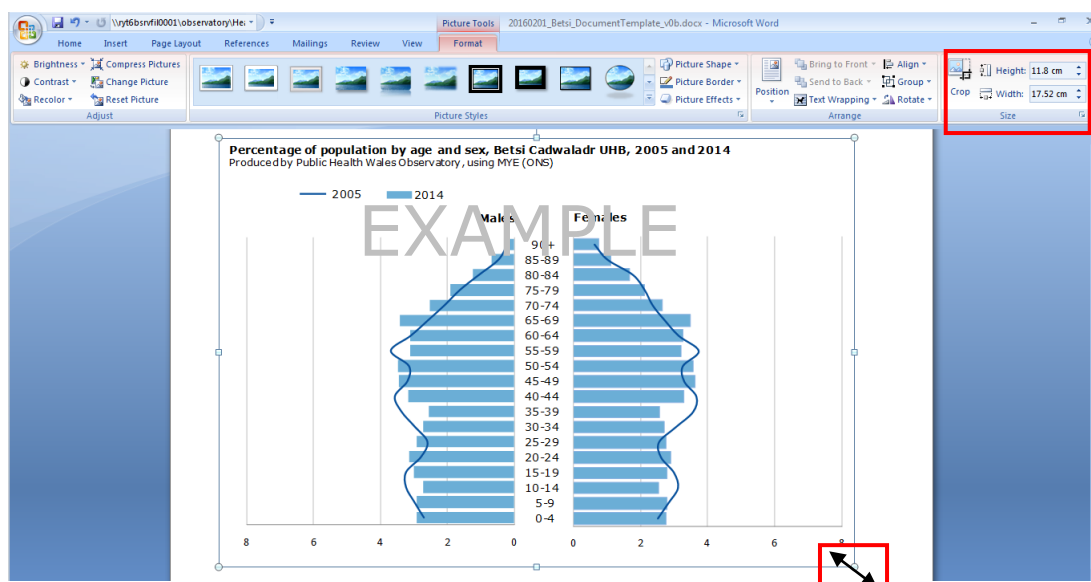 \\ryt6bsrvfil0001\observatory\Hea
Picture Tools
20160201_Betsi_DocumentTemplate_v0b.docx - Microsoft Word
Home Insert Page Layout References Mailings Review View Format
Brightness Compress Pictures Picture Shape Bring to Front Align Height: 11.8 cm
Contrast Change Picture Picture Border Send to Back Group
Recolor Reset Picture Picture Effects Position Text Wrapping Rotate Crop Width: 17.52 cm
Adjust Picture Styles Arrange Size
Percentage of population by age and sex, Betsi Cadwaladr UHB, 2005 and 2014
Produced by Public Health Wales Observatory, using MYE (ONS)
2005 2014
EXAMPLE
Males Females
90+
85-89
80-84
75-79
70-74
65-69
60-64
55-59
50-54
45-49
40-44
35-39
30-34
25-29
20-24
15-19
10-14
5-9
0-4
8 6 4 2 0 0 2 4 6 8